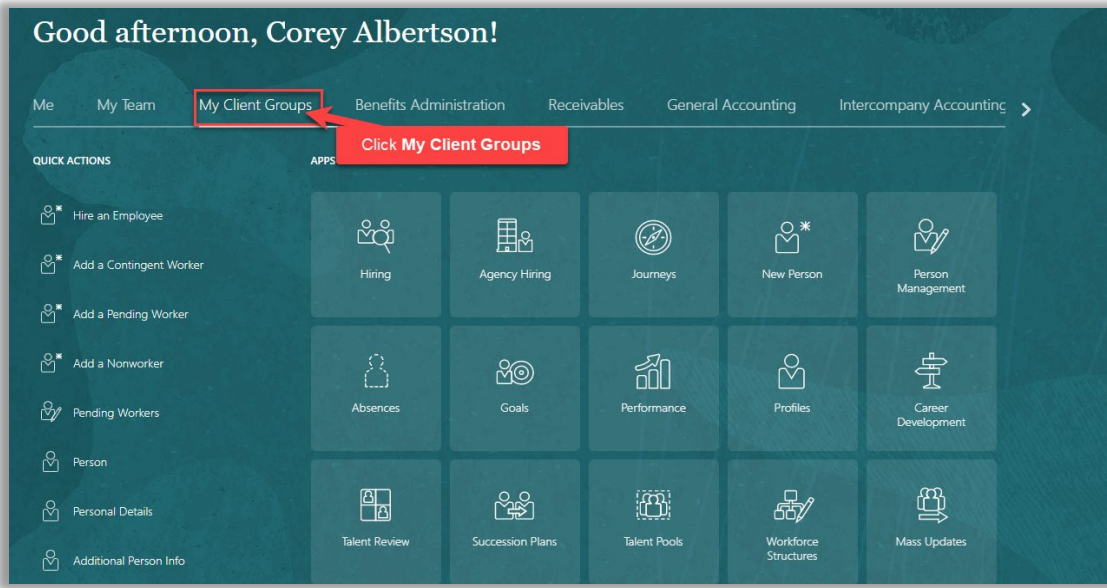 Good afternoon, Corey Albertson!
Me My Team My Client Groups Benefits Administration Receivables General Accounting Intercompany Accounting
Click My Client Groups
QUICK ACTIONS
Hire an Employee
Add a Contingent Worker
Add a Pending Worker
Add a Nonworker
Pending Workers
Person
Personal Details
Additional Person Info
APPS
Hiring Agency Hiring Journeys New Person Person
Management
Absences Goals Performance Profiles Career
Development
Talent Review Succession Plans Talent Pools Workforce Mass Updates
Structures